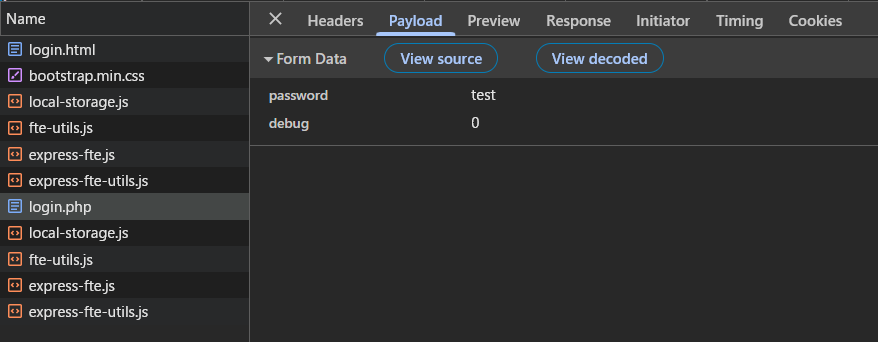 Name
login.html
bootstrap.min.css
local-storage.js
fte-utils.js
express-fte.js
express-fte-utils.js
login.php
local-storage.js
fte-utils.js
express-fte.js
express-fte-utils.js
Headers Payload Preview Response Initiator Timing Cookies
Form Data View source View decoded
password test
debug 0